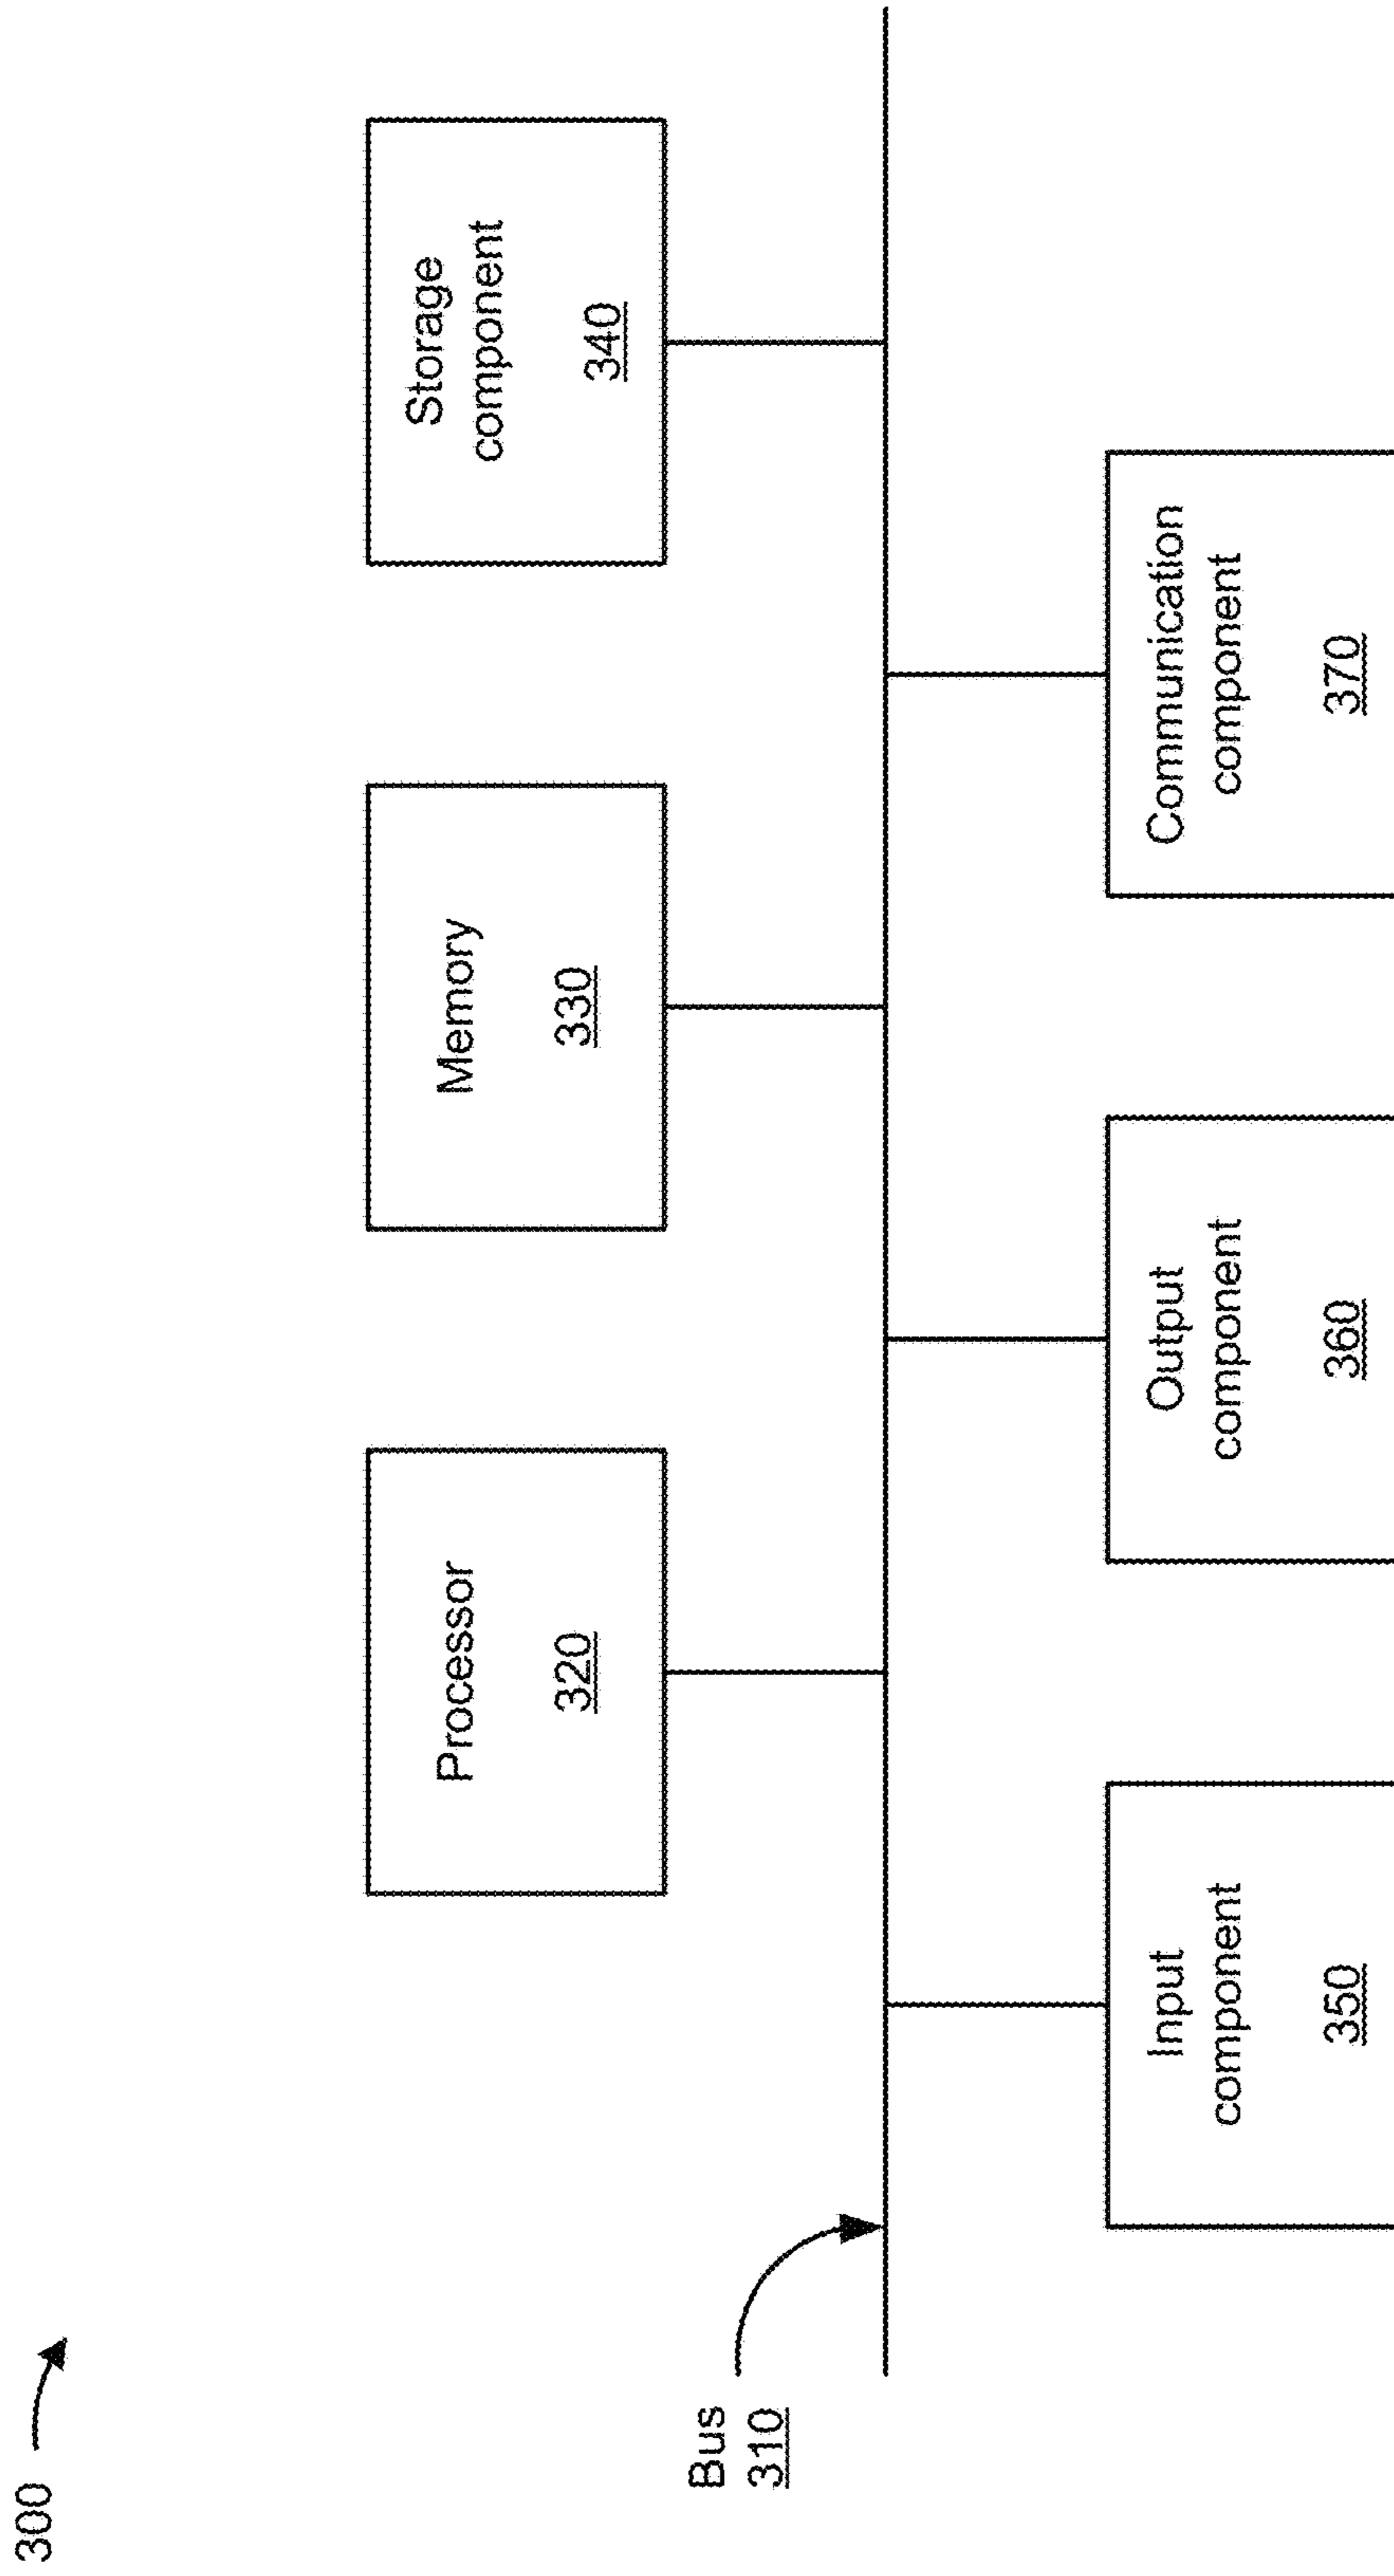 300
Bus
310
Processor
320
Memory
330
Storage
component
340
Input
component
350
Output
component
360
Communication
component
370